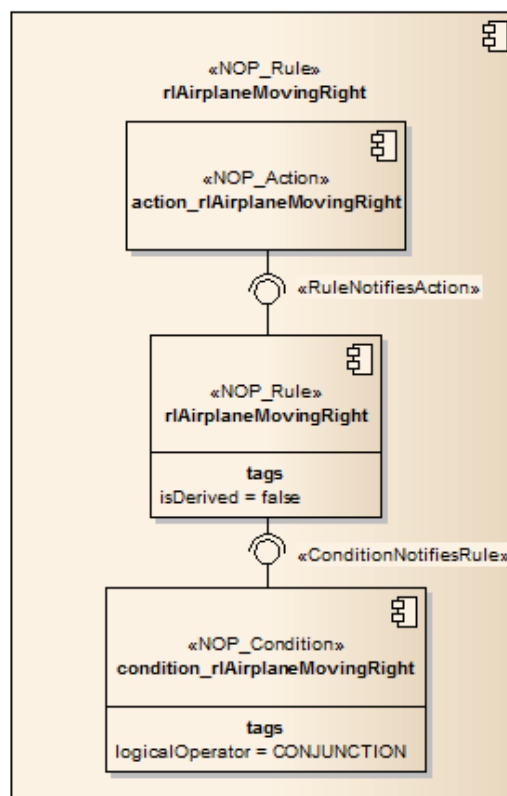 «NOP_Rule»
rlAirplaneMovingRight
«NOP_Action»
action_rlAirplaneMovingRight
«RuleNotifiesAction»
«NOP_Rule»
rlAirplaneMovingRight
tags
isDerived = false
«ConditionNotifiesRule»
«NOP_Condition»
condition_rlAirplaneMovingRight
tags
logicalOperator = CONJUNCTION